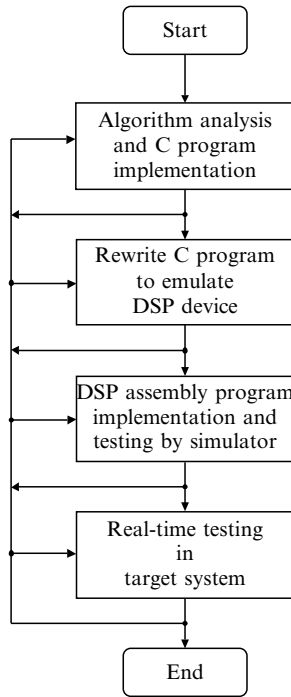 Start
Algorithm analysis
and C program
implementation
Rewrite C program
to emulate
DSP device
DSP assembly program
implementation and
testing by simulator
Real-time testing
in
target system
End